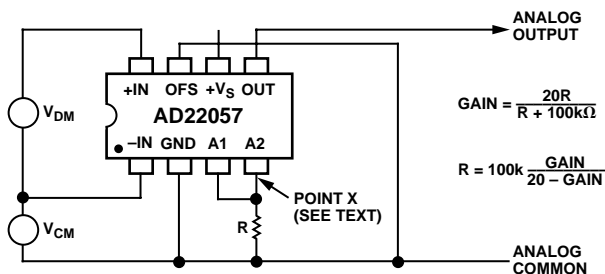 ANALOG
OUTPUT
+IN OFS +VS OUT
VDM
AD22057
GAIN = 20R / R + 100kΩ
–IN GND A1 A2
R = 100k GAIN / 20 – GAIN
POINT X
(SEE TEXT)
VCM
R
ANALOG
COMMON